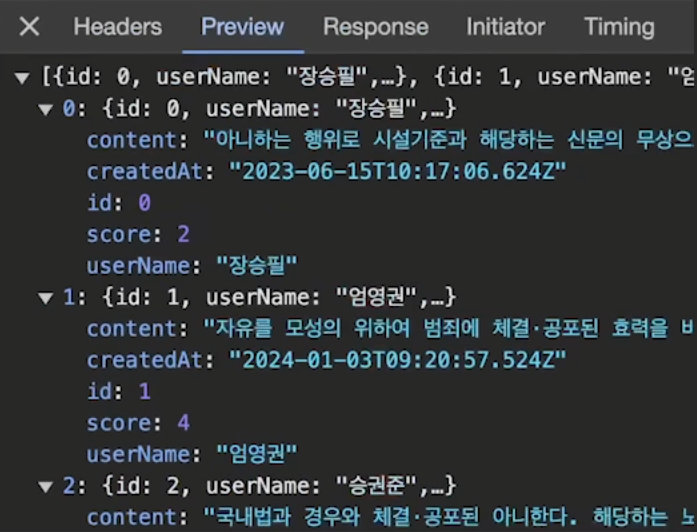 × Headers Preview Response Initiator Timing
▼ [{id: 0, userName: "장승필",…}, {id: 1, userName: "엄
▼ 0: {id: 0, userName: "장승필",…}
content: "아니하는 행위로 시설기준과 해당하는 신문의 무상으
createdAt: "2023-06-15T10:17:06.624Z"
id: 0
score: 2
userName: "장승필"
▼ 1: {id: 1, userName: "엄영권",…}
content: "자유를 모성의 위하여 범죄에 체결·공포된 효력을 비
createdAt: "2024-01-03T09:20:57.524Z"
id: 1
score: 4
userName: "엄영권"
▼ 2: {id: 2, userName: "승권준",…}
content: "국내법과 경우와 체결·공포된 아니한다. 해당하는 노